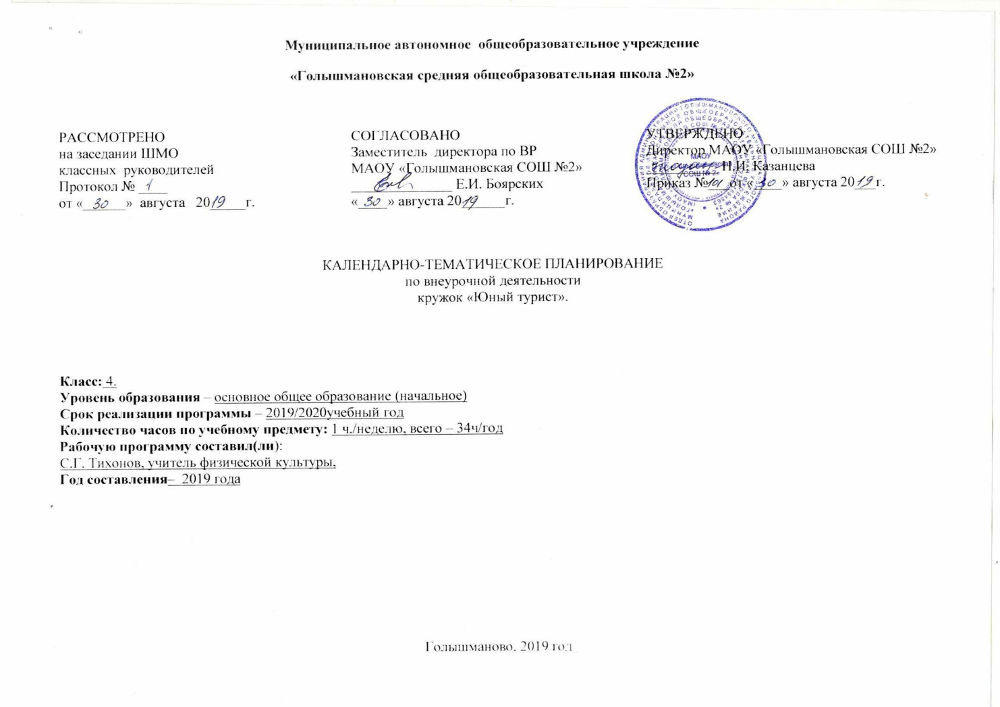 Муниципальное автономное общеобразовательное учреждение
«Голышмановская средняя общеобразовательная школа №2»
РАССМОТРЕНО
на заседании ШМО
классных руководителей
Протокол № 1
от «30» августа 2019 г.
СОГЛАСОВАНО
Заместитель директора по ВР
МАОУ «Голышмановская СОШ №2»
Е.И. Боярских
«30» августа 2019 г.
УТВЕРЖДЕНО
Директор МАОУ «Голышмановская СОШ №2»
Н.И. Казанцева
Приказ №101 от «30» августа 2019 г.
МАОУ
СОШ № 2»
КАЛЕНДАРНО-ТЕМАТИЧЕСКОЕ ПЛАНИРОВАНИЕ
по внеурочной деятельности
кружок «Юный турист».
Класс: 4.
Уровень образования – основное общее образование (начальное)
Срок реализации программы – 2019/2020учебный год
Количество часов по учебному предмету: 1 ч./неделю, всего – 34ч/год
Рабочую программу составил(ли):
С.Г. Тихонов, учитель физической культуры,
Год составления– 2019 года
Голышманово, 2019 год